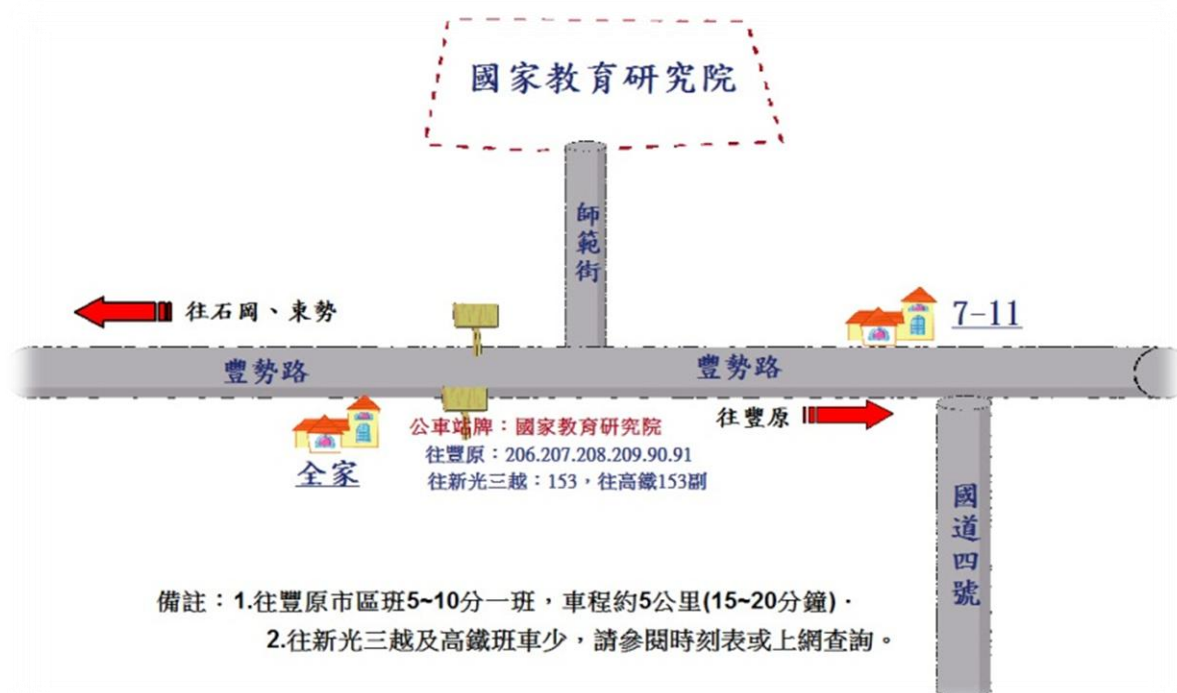 國家教育研究院
師範街
往石岡、東勢
7-11
豐勢路
豐勢路
往豐原
公車站牌：國家教育研究院
往豐原：206.207.208.209.90.91
往新光三越：153，往高鐵153副
全家
國道四號
備註：1.往豐原市區班5~10分一班，車程約5公里(15~20分鐘)．
2.往新光三越及高鐵班車少，請參閱時刻表或上網查詢。